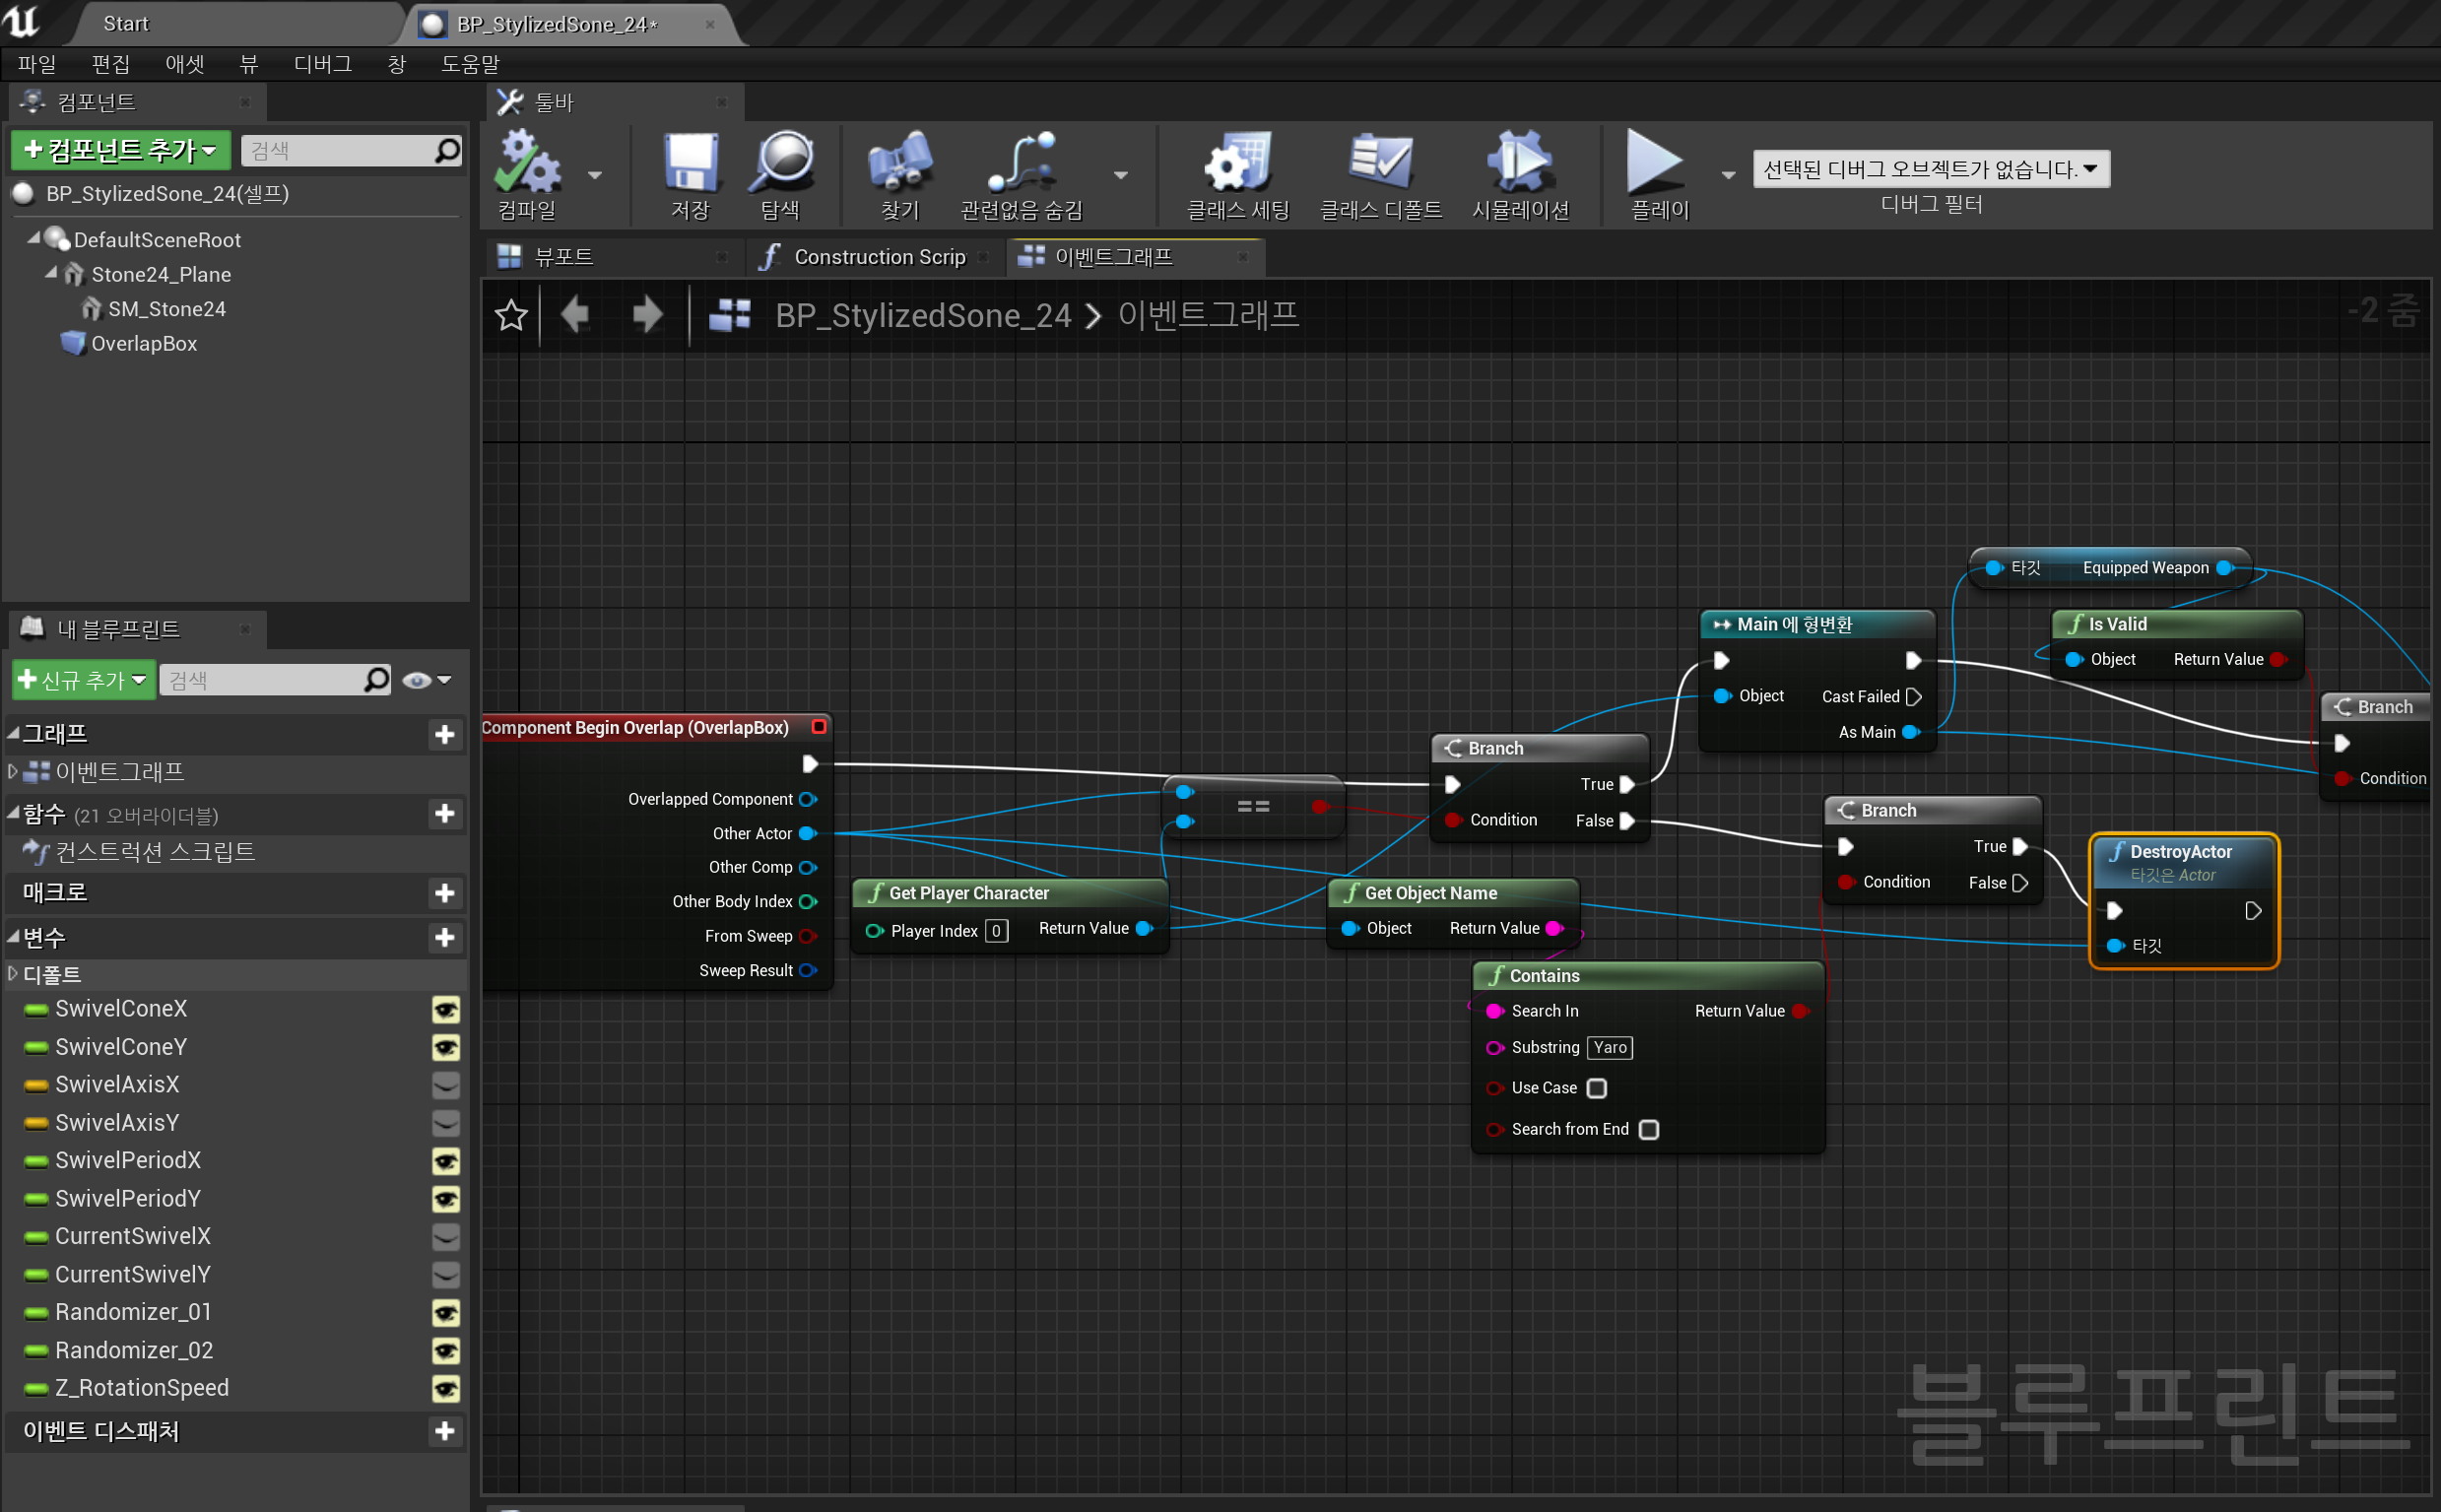 Start
BP_StylizedSone_24*
파일 편집 애셋 뷰 디버그 창 도움말
컴포넌트
컴포넌트 추가
검색
BP_StylizedSone_24(셀프)
DefaultSceneRoot
Stone24_Plane
SM_Stone24
OverlapBox
내 블루프린트
신규 추가
검색
그래프
이벤트그래프
함수 (21 오버라이더블)
컨스트럭션 스크립트
매크로
변수
디폴트
SwivelConeX
SwivelConeY
SwivelAxisX
SwivelAxisY
SwivelPeriodX
SwivelPeriodY
CurrentSwivelX
CurrentSwivelY
Randomizer_01
Randomizer_02
Z_RotationSpeed
이벤트 디스패처
툴바
컴파일
저장
탐색
찾기
관련없음 숨김
클래스 세팅
클래스 디폴트
시뮬레이션
플레이
선택된 디버그 오브젝트가 없습니다.
디버그 필터
뷰포트
Construction Scrip
이벤트그래프
BP_StylizedSone_24 > 이벤트그래프
-2 줌
Component Begin Overlap (OverlapBox)
Overlapped Component
Other Actor
Other Comp
Other Body Index
From Sweep
Sweep Result
Get Player Character
Player Index 0
Return Value
==
Branch
True
Condition
False
Get Object Name
Object
Return Value
Contains
Search In
Return Value
Substring Yaro
Use Case
Search from End
Main 에 형변환
Object
Cast Failed
As Main
타깃
Equipped Weapon
Is Valid
Object
Return Value
Branch
Condition
Branch
True
Condition
False
DestroyActor
타깃은 Actor
타깃
블루프린트